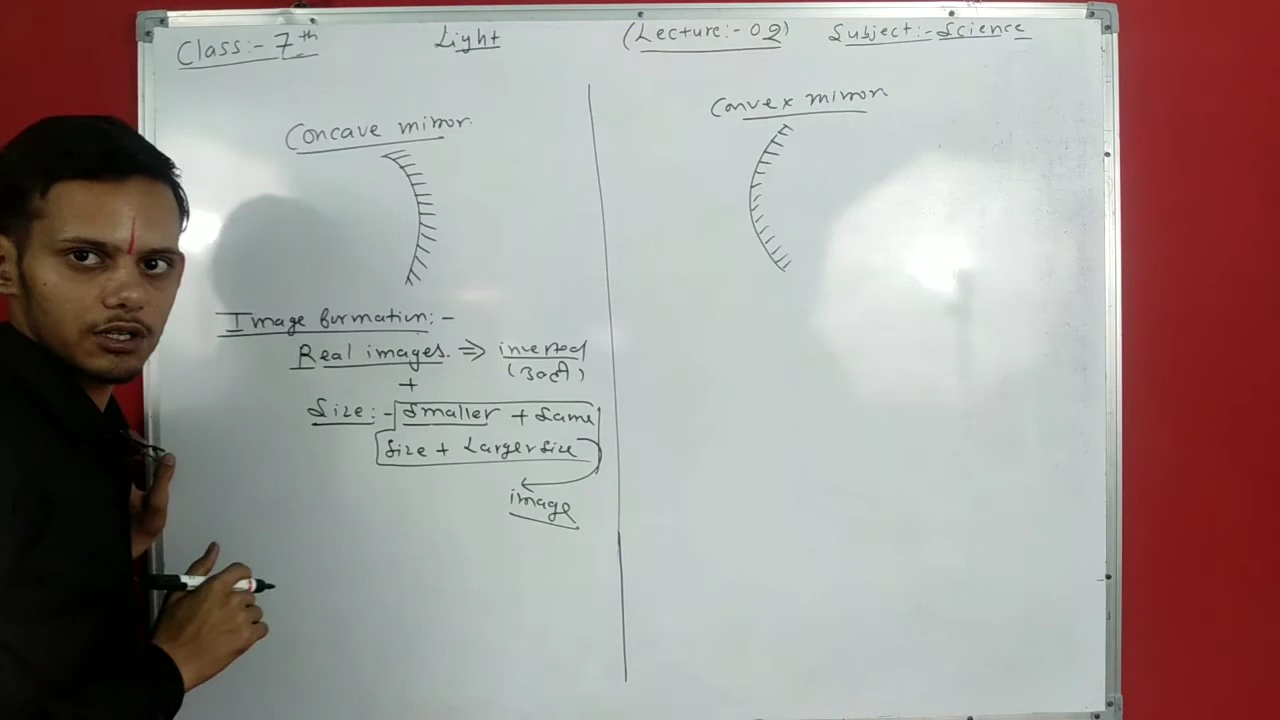 Class:- 7th Light (Lecture:- 02) Subject:- Science
Concave mirror.
Image formation:-
Real images. ⇒ inverted
+
Size:- Smaller + Same
Size + Larger size
image
Convex mirror.